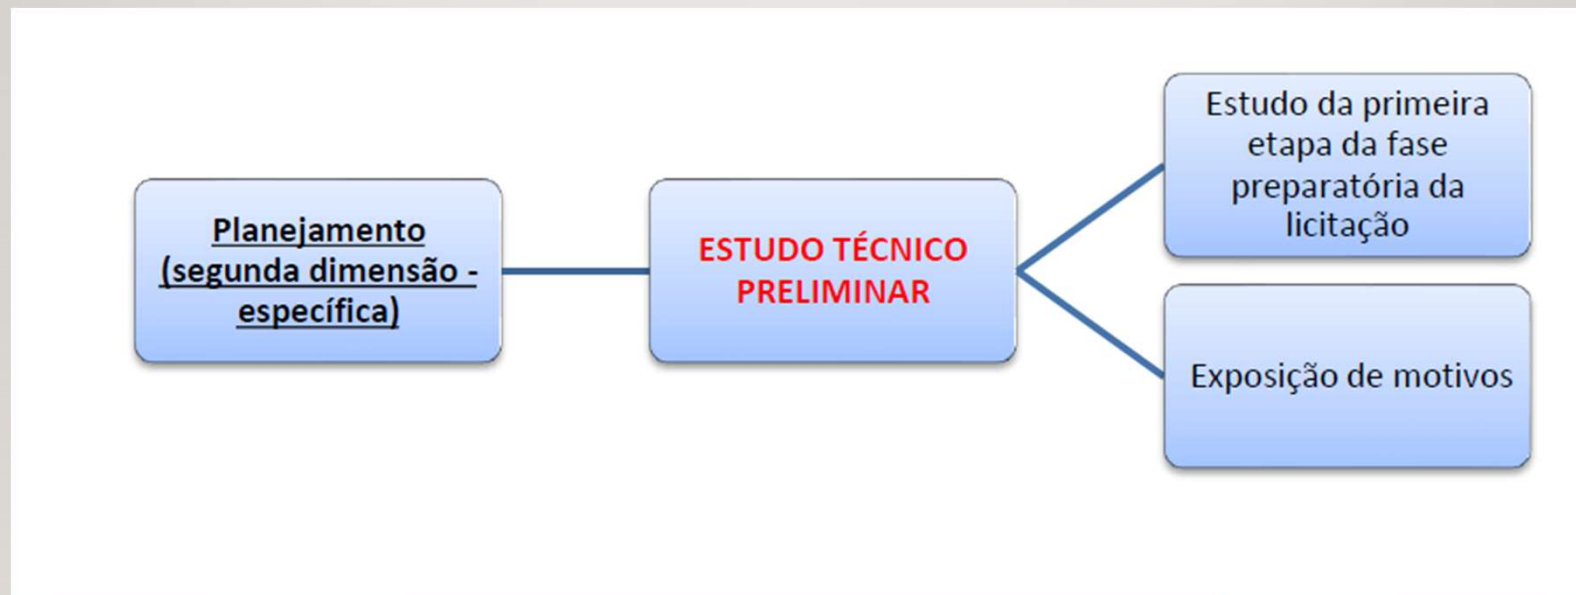 Planejamento
(segunda dimensão -
específica)
ESTUDO TÉCNICO
PRELIMINAR
Estudo da primeira
etapa da fase
preparatória da
licitação
Exposição de motivos